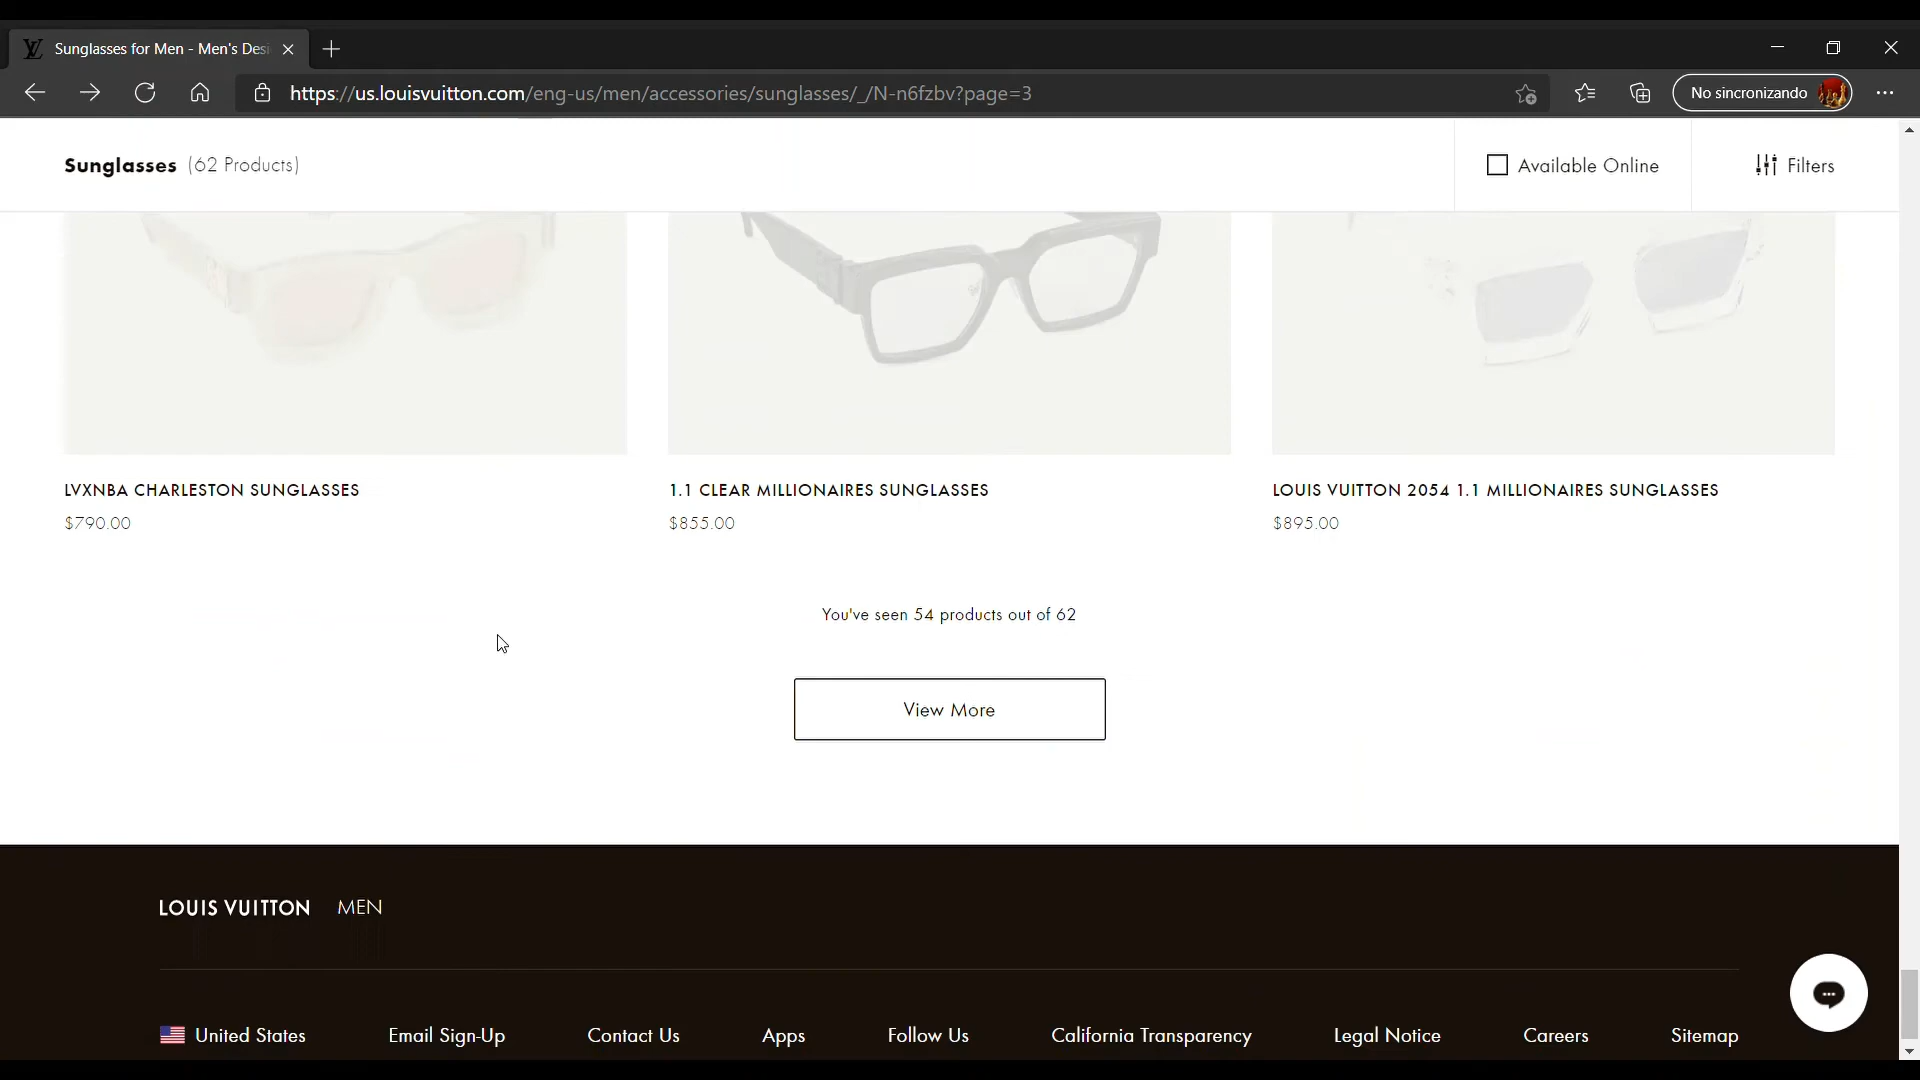 Sunglasses for Men - Men's Desi
https://us.louisvuitton.com/eng-us/men/accessories/sunglasses/_/N-n6fzbv?page=3
No sincronizando
Sunglasses (62 Products)
Available Online
Filters
LVXNBA CHARLESTON SUNGLASSES
$790.00
1.1 CLEAR MILLIONAIRES SUNGLASSES
$855.00
LOUIS VUITTON 2054 1.1 MILLIONAIRES SUNGLASSES
$895.00
You've seen 54 products out of 62
View More
LOUIS VUITTON MEN
United States Email Sign-Up Contact Us Apps Follow Us California Transparency Legal Notice Careers Sitemap